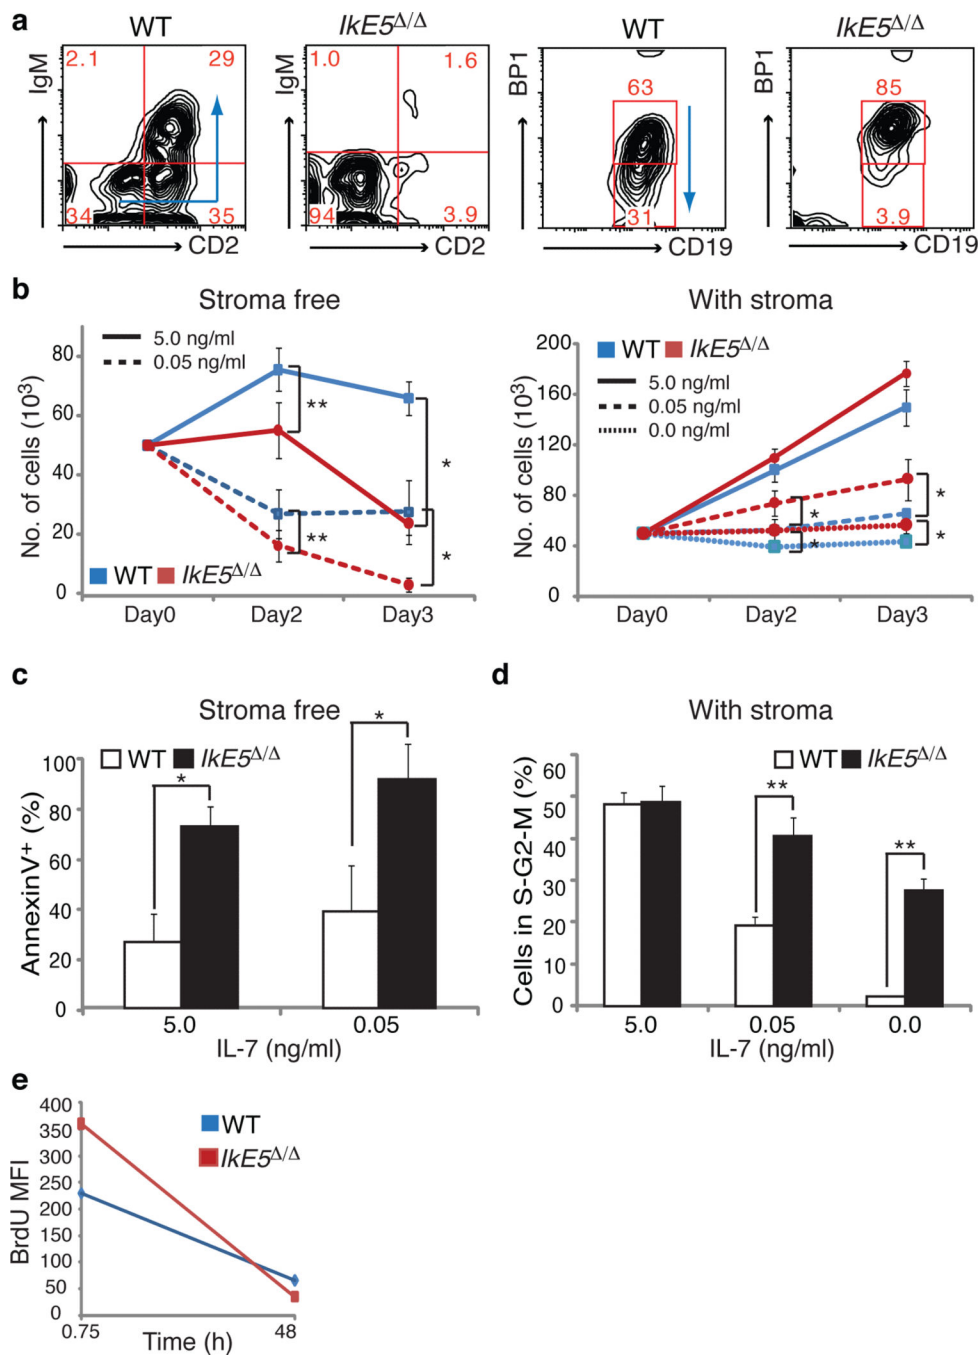 a
WT
IkE5Δ/Δ
WT
IkE5Δ/Δ
IgM
2.1
29
34
35
CD2
IgM
1.0
1.6
94
3.9
CD2
BP1
63
31
CD19
BP1
85
3.9
CD19
b
Stroma free
No. of cells (10³)
80
60
40
20
0
5.0 ng/ml
0.05 ng/ml
**
*
**
*
WT IkE5Δ/Δ
Day0 Day2 Day3
With stroma
No. of cells (10³)
200
160
120
80
40
0
WT IkE5Δ/Δ
5.0 ng/ml
0.05 ng/ml
0.0 ng/ml
*
*
*
*
Day0 Day2 Day3
c
Stroma free
WT IkE5Δ/Δ
AnnexinV⁺ (%)
100
80
60
40
20
0
*
*
5.0 0.05
IL-7 (ng/ml)
d
With stroma
WT IkE5Δ/Δ
Cells in S-G2-M (%)
60
50
40
30
20
10
0
**
**
5.0 0.05 0.0
IL-7 (ng/ml)
e
BrdU MFI
400
350
300
250
200
150
100
50
0
WT
IkE5Δ/Δ
0.75 48
Time (h)